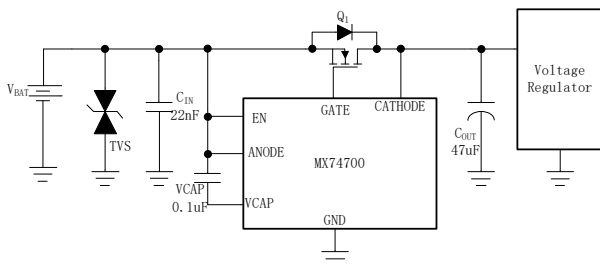 Q1
VBAT
TVS
CIN
22nF
EN
ANODE
VCAP
0.1uF
VCAP
GATE
CATHODE
MX74700
GND
COUT
47uF
Voltage
Regulator